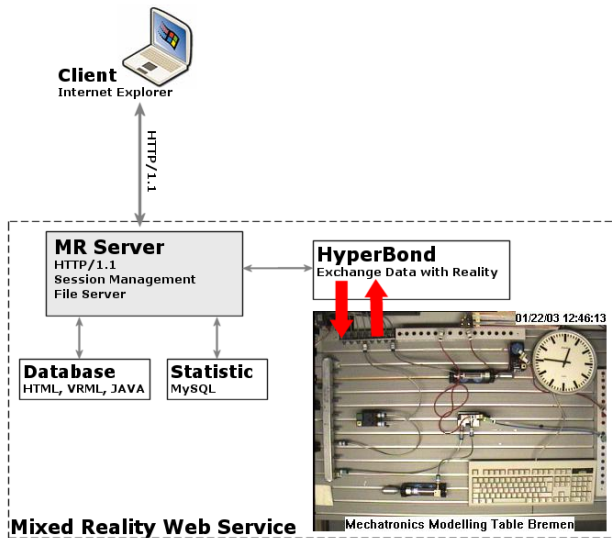 Client
Internet Explorer
HTTP/1.1
MR Server
HTTP/1.1
Session Management
File Server
HyperBond
Exchange Data with Reality
01/22/03 12:46:13
Database
HTML, VRML, JAVA
Statistic
MySQL
Mechatronics Modelling Table Bremen
Mixed Reality Web Service